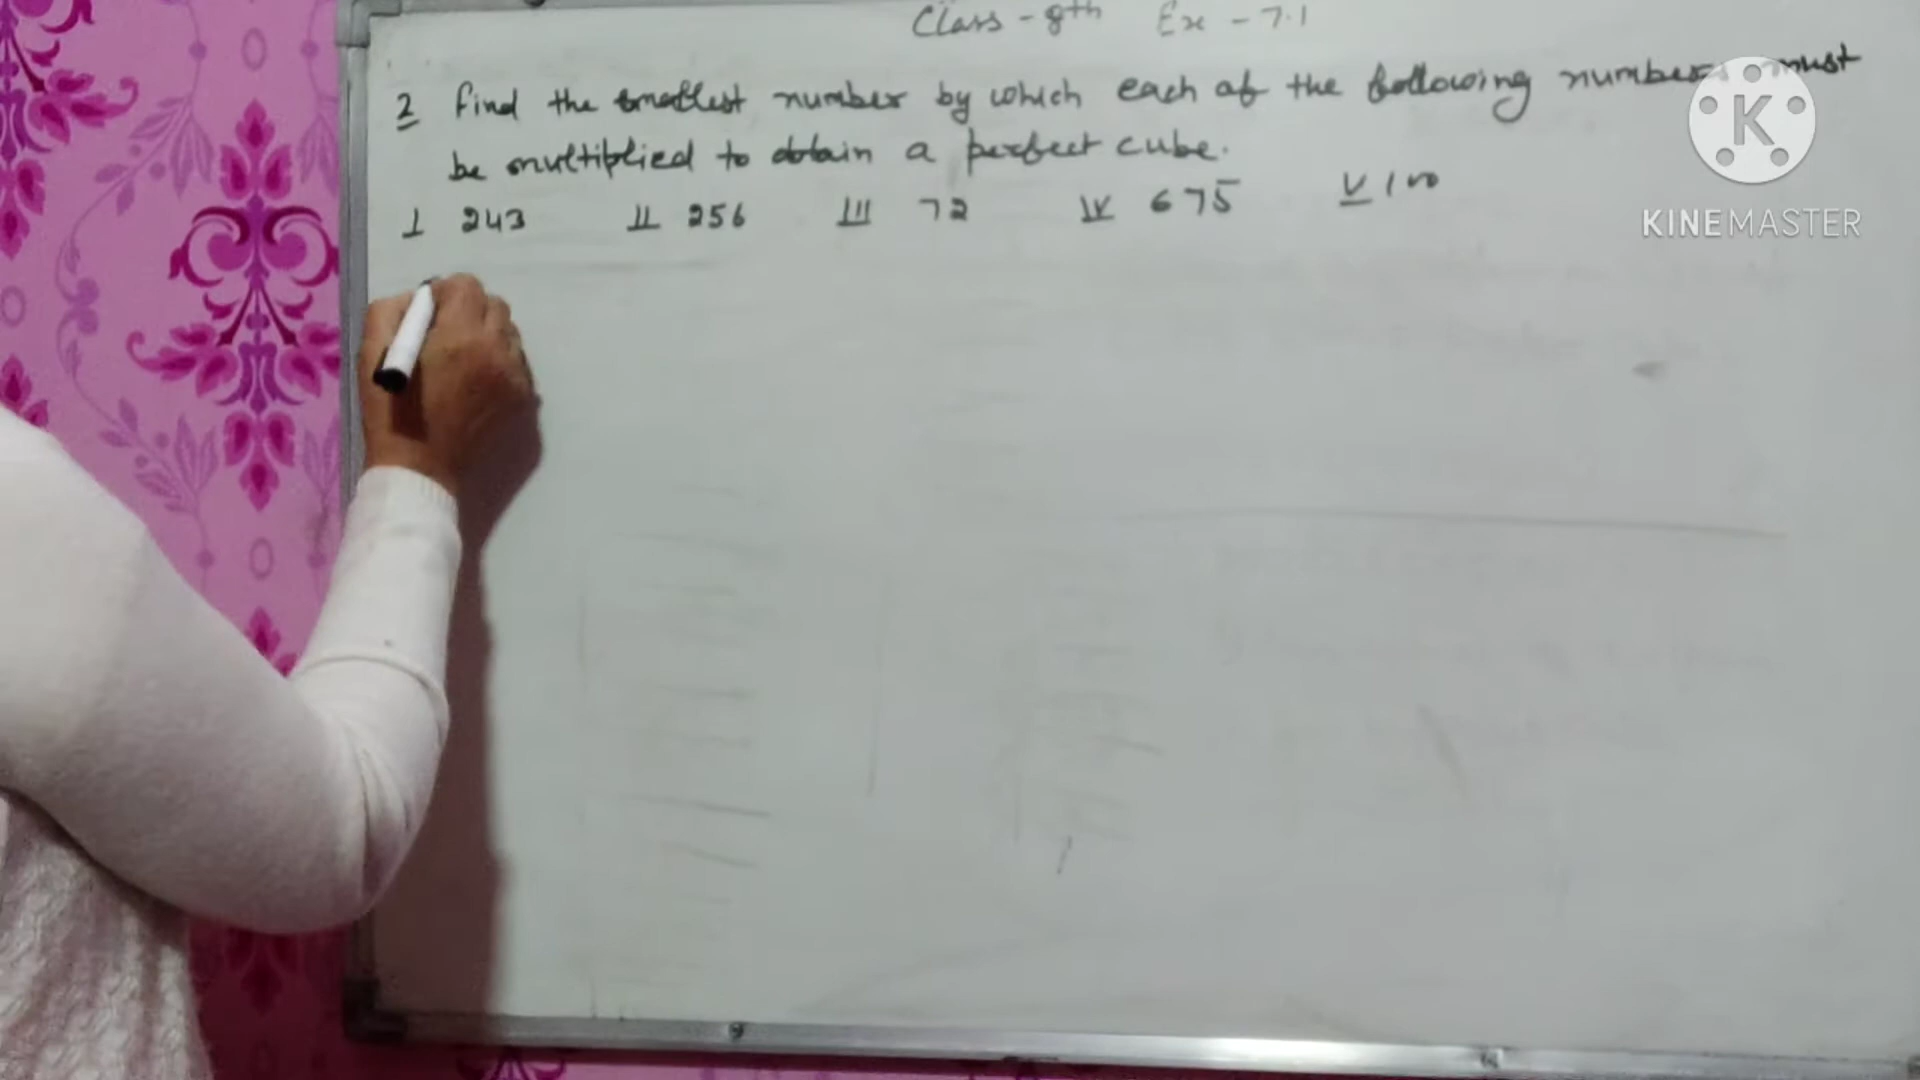 Class - 8th Ex - 7.1
2 Find the smallest number by which each of the following numbers must
be multiplied to obtain a perfect cube.
I 243 II 256 III 72 IV 675 V 100
K
KINEMASTER